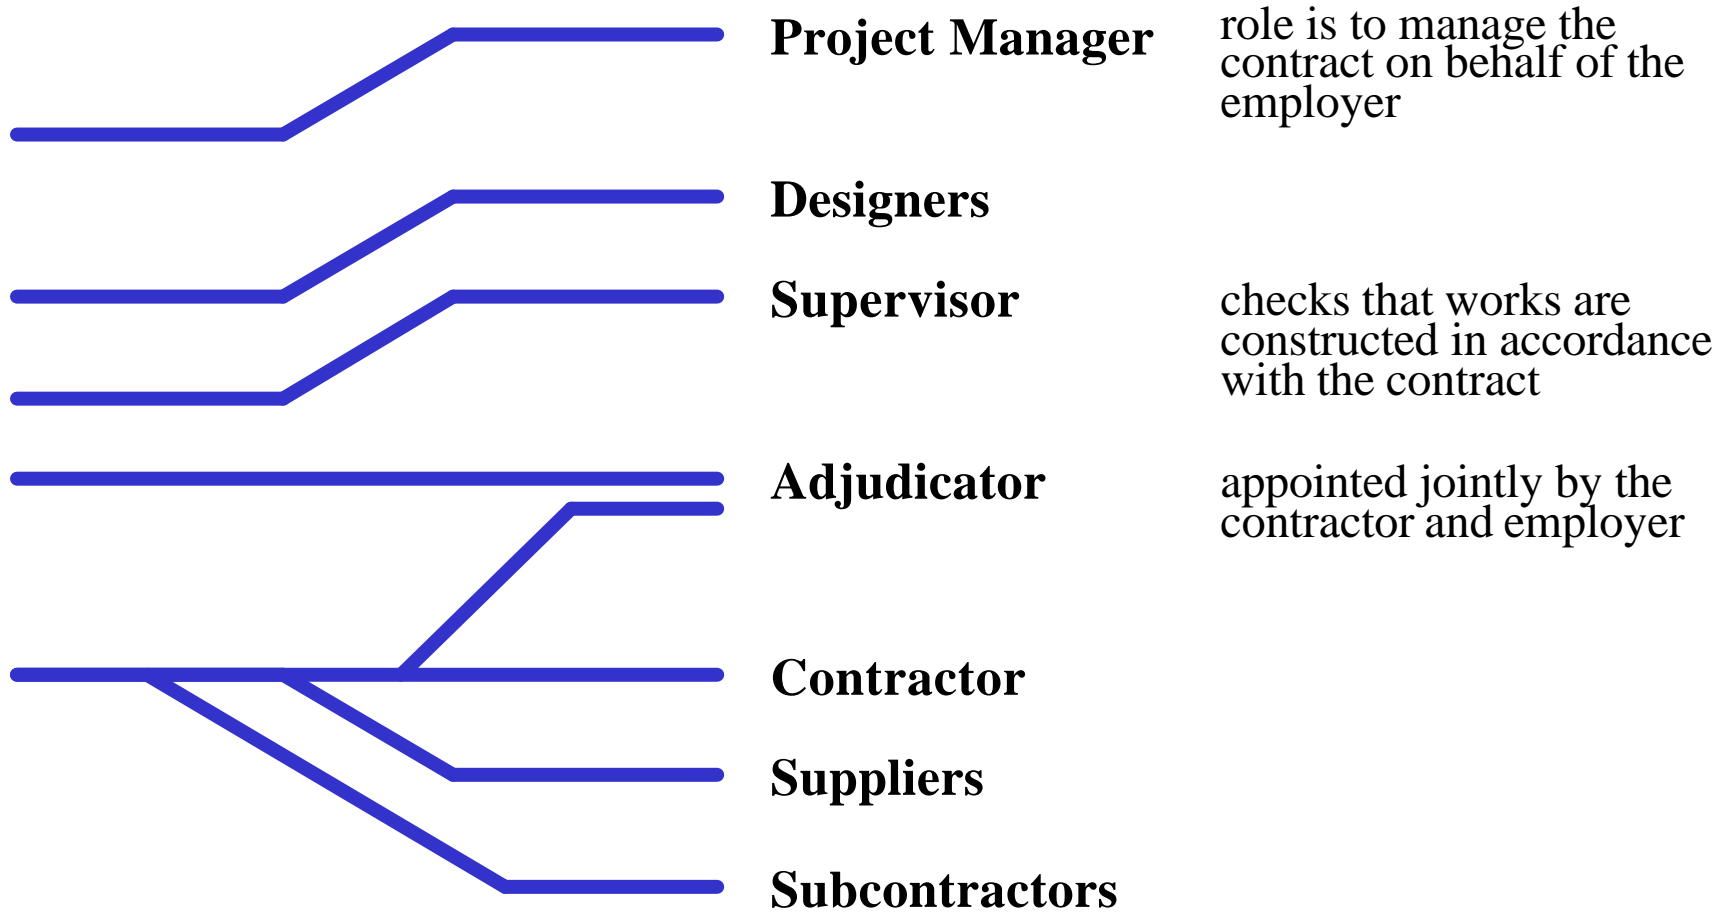 Project Manager
role is to manage the
contract on behalf of the
employer
Designers
Supervisor
checks that works are
constructed in accordance
with the contract
Adjudicator
appointed jointly by the
contractor and employer
Contractor
Suppliers
Subcontractors